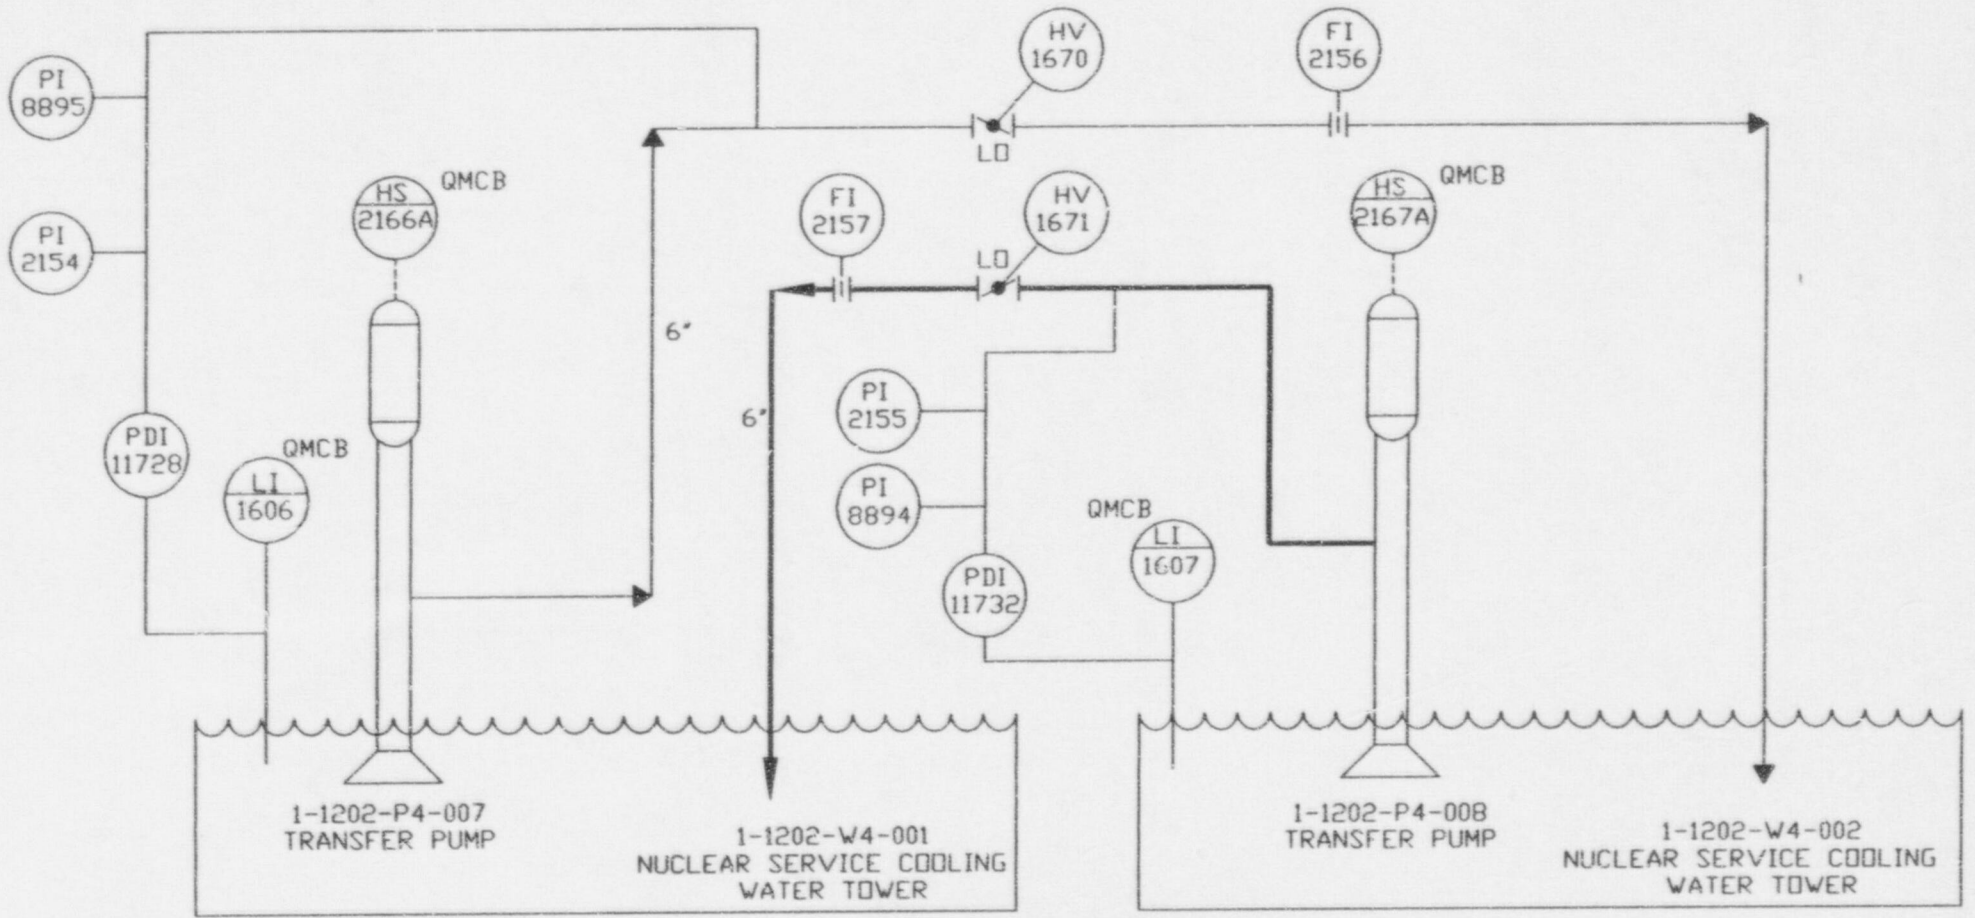 HV
1670
FI
2156
PI
8895
LO
HS
2166A
QMCB
FI
2157
HV
1671
HS
2167A
QMCB
PI
2154
LO
6"
6"
PI
2155
PDI
11728
QMCB
LI
1606
PI
8894
QMCB
LI
1607
PDI
11732
1-1202-P4-007
TRANSFER PUMP
1-1202-W4-001
NUCLEAR SERVICE COOLING
WATER TOWER
1-1202-P4-008
TRANSFER PUMP
1-1202-W4-002
NUCLEAR SERVICE COOLING
WATER TOWER